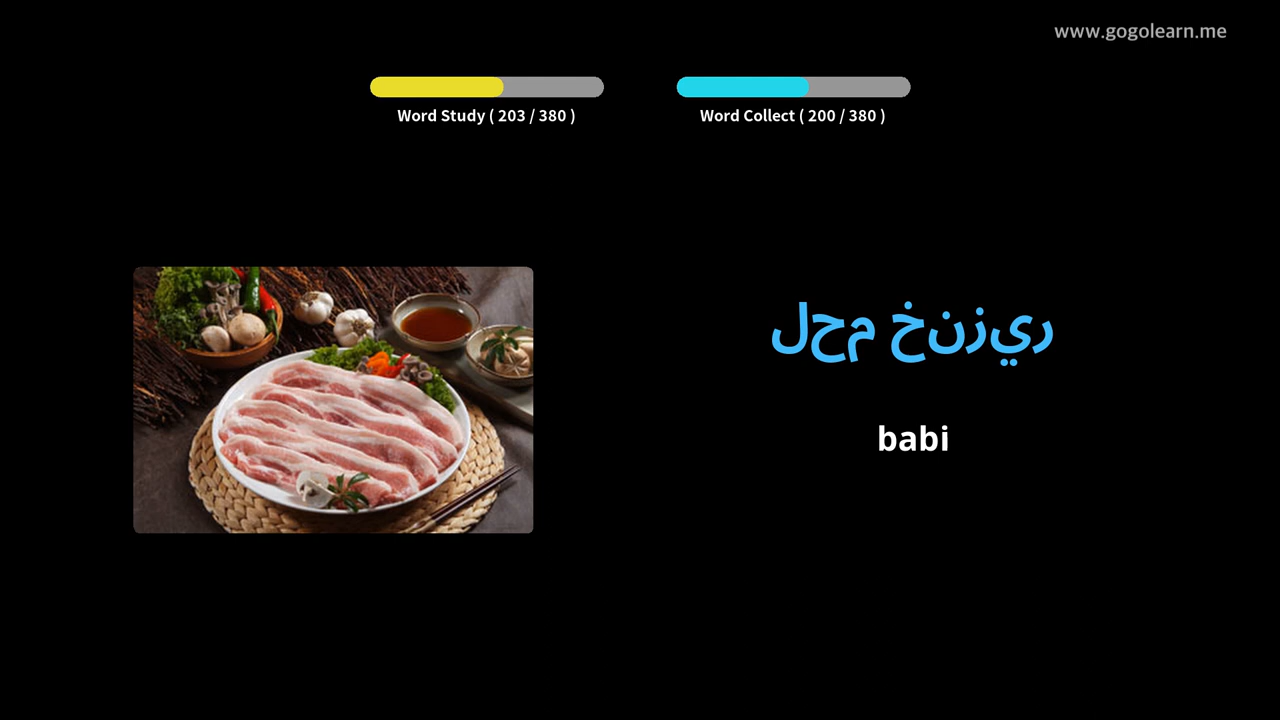 www.gogolearn.me
Word Study ( 203 / 380 )
Word Collect ( 200 / 380 )
لحم خنزير
babi